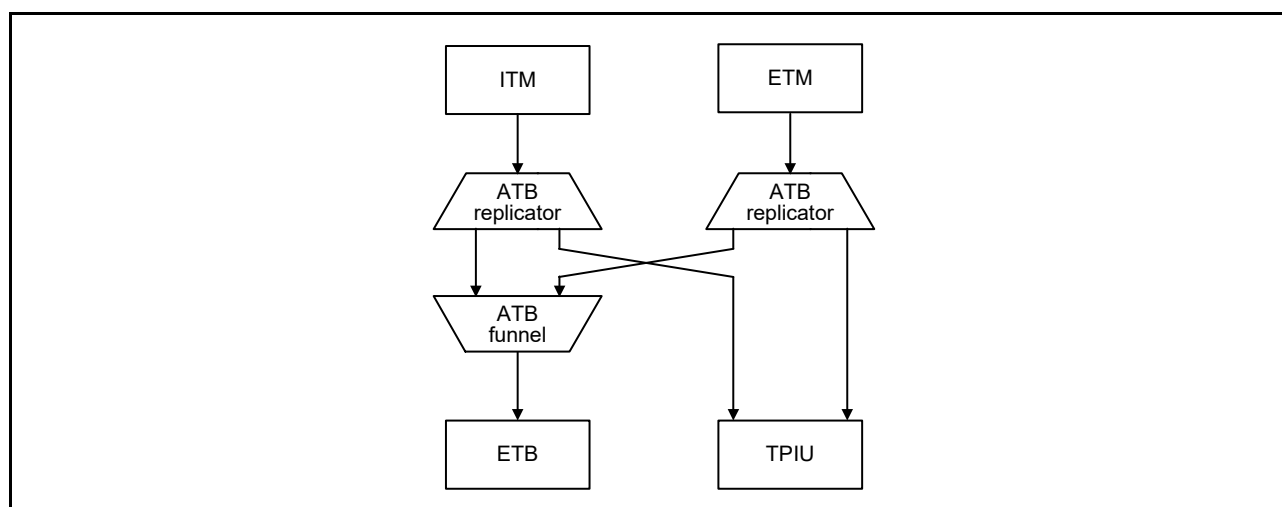 ITM
ETM
ATB
replicator
ATB
replicator
ATB
funnel
ETB
TPIU